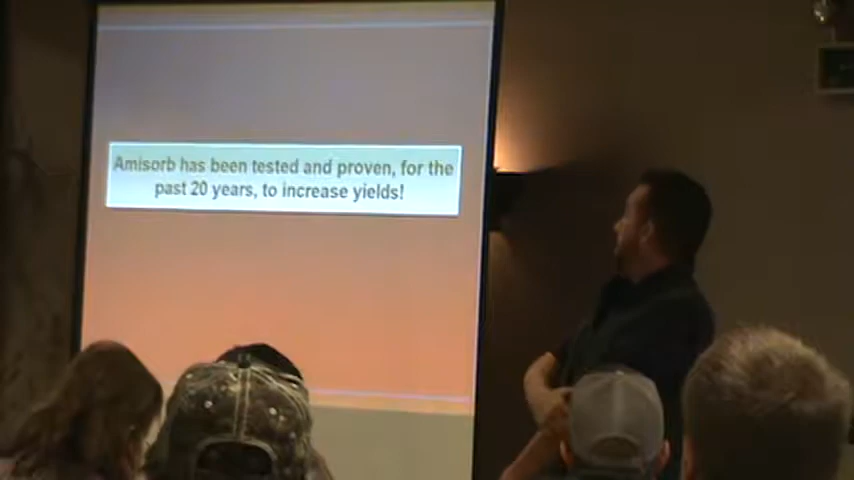 Amisorb has been tested and proven, for the
past 20 years, to increase yields!